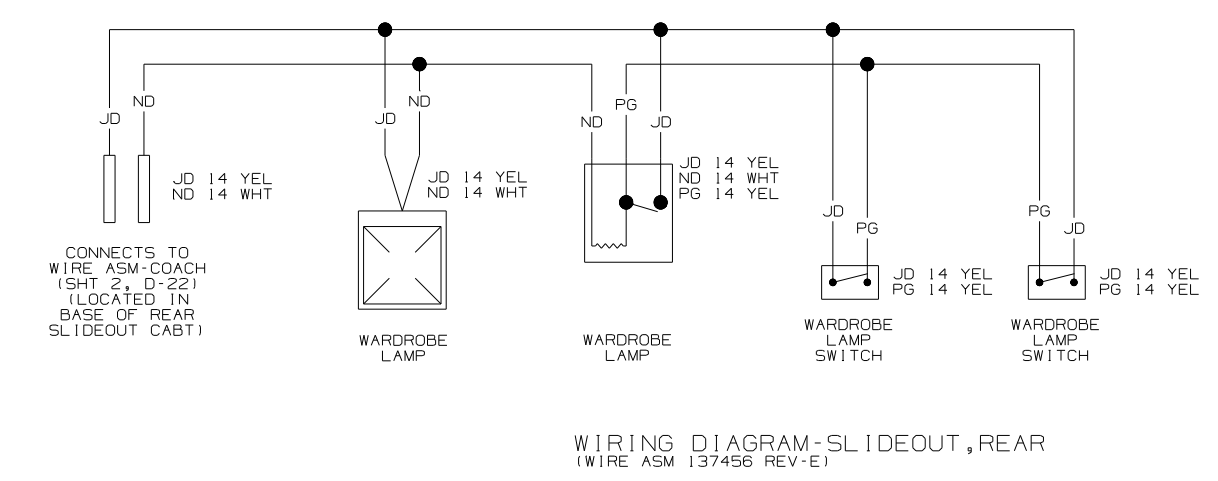 ND
PG
JD
JD
ND
JD
ND
JD
JD 14 YEL
ND 14 WHT
PG 14 YEL
JD 14 YEL
ND 14 WHT
JD 14 YEL
ND 14 WHT
JD
PG
PG
JD
CONNECTS TO
WIRE ASM-COACH
(SHT 2, D-22)
(LOCATED IN
BASE OF REAR
SLIDEOUT CABT)
JD 14 YEL
PG 14 YEL
JD 14 YEL
PG 14 YEL
WARDROBE
LAMP
WARDROBE
LAMP
WARDROBE
LAMP
SWITCH
WARDROBE
LAMP
SWITCH
WIRING DIAGRAM-SLIDEOUT,REAR
(WIRE ASM 137456 REV-E)